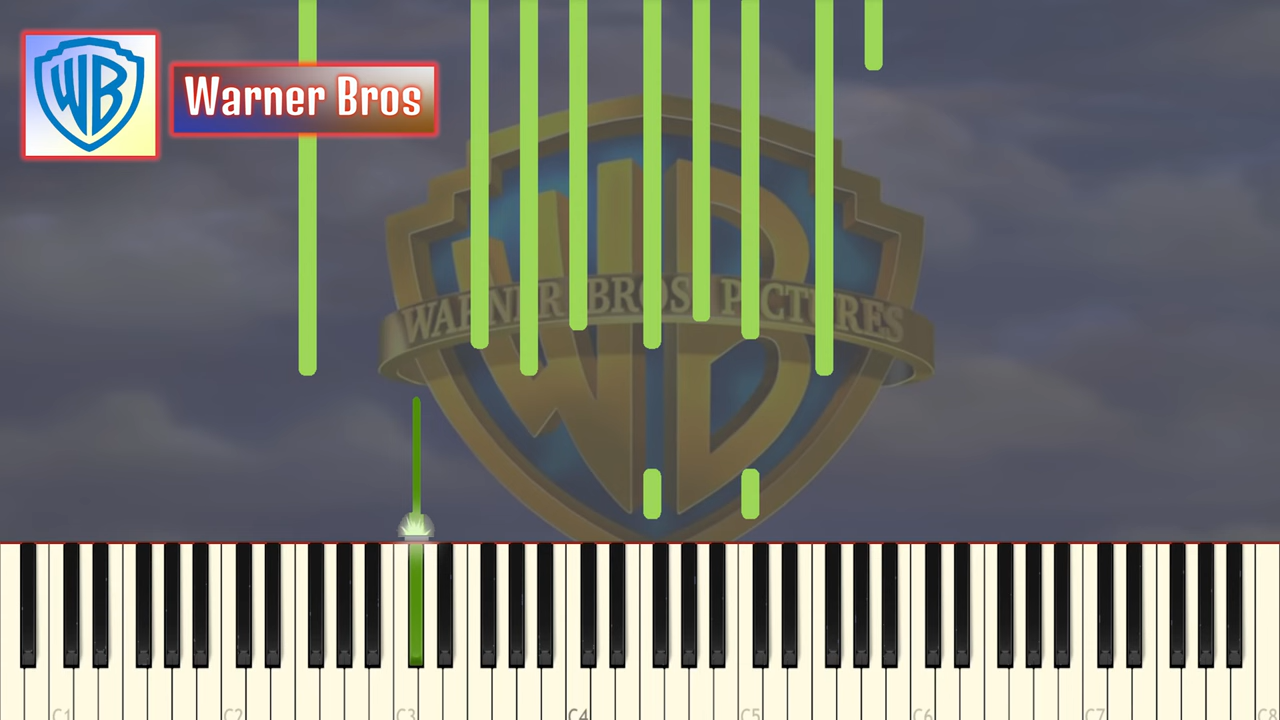 WB
Warner Bros
WB
WARNER BROS PICTURES
C1 C2 C3 C4 C5 C6 C7 C8